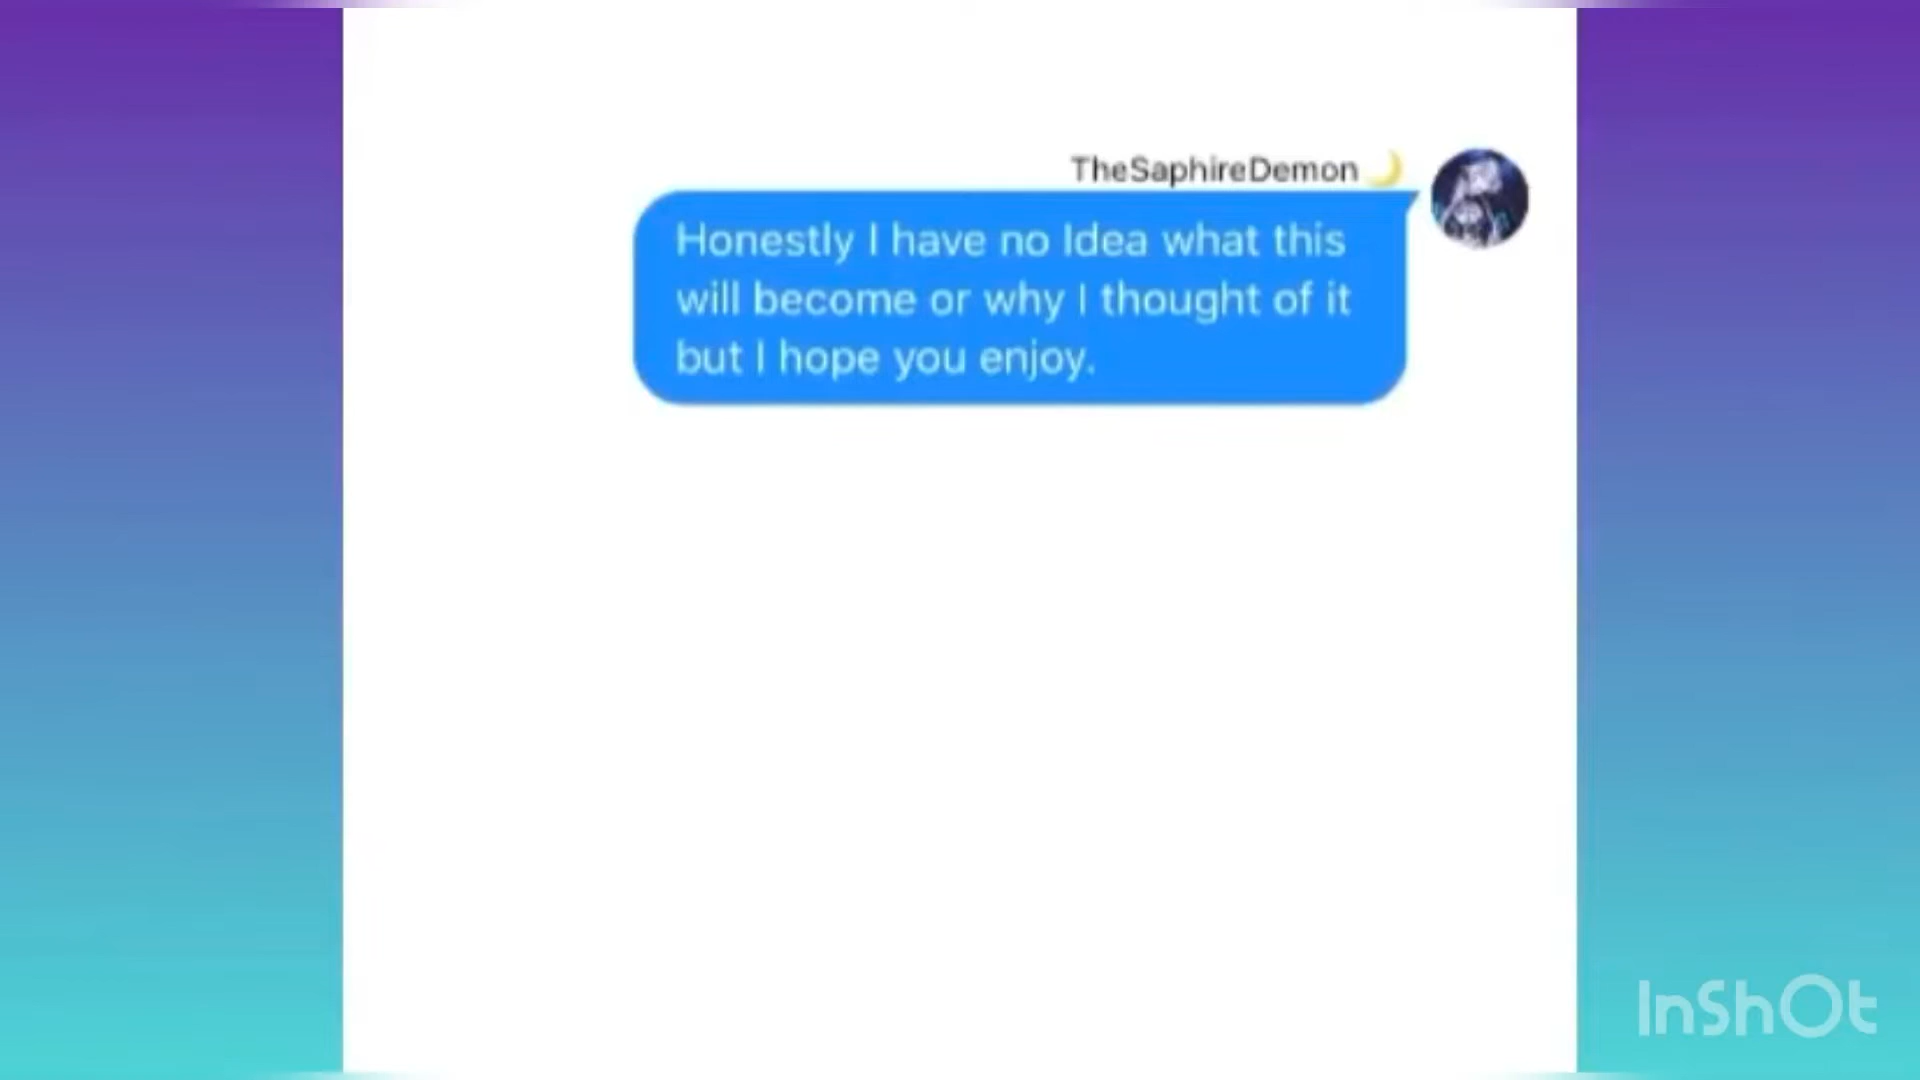 TheSaphireDemon🌙
Honestly I have no Idea what this
will become or why I thought of it
but I hope you enjoy.
InShOt